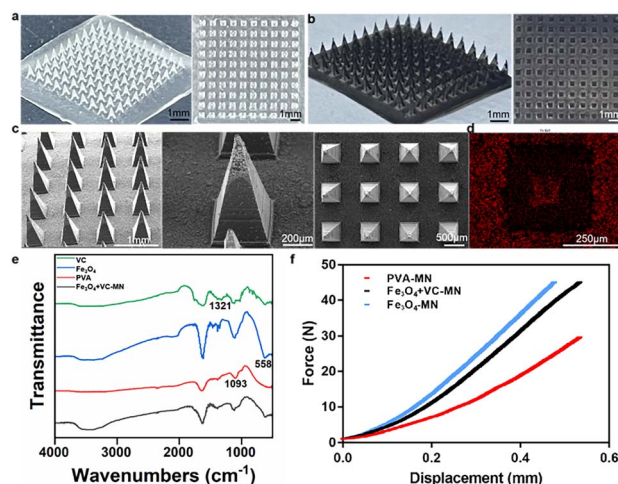 a
1mm
1mm
b
1mm
1mm
c
1mm
200μm
500μm
d
250μm
e
VC
Fe₃O₄
PVA
Fe₃O₄+VC-MN
1321
558
1093
Transmittance
4000 3000 2000 1000
Wavenumbers (cm⁻¹)
f
PVA-MN
Fe₃O₄+VC-MN
Fe₃O₄-MN
Force (N)
50
40
30
20
10
0
0.0 0.2 0.4 0.6
Displacement (mm)